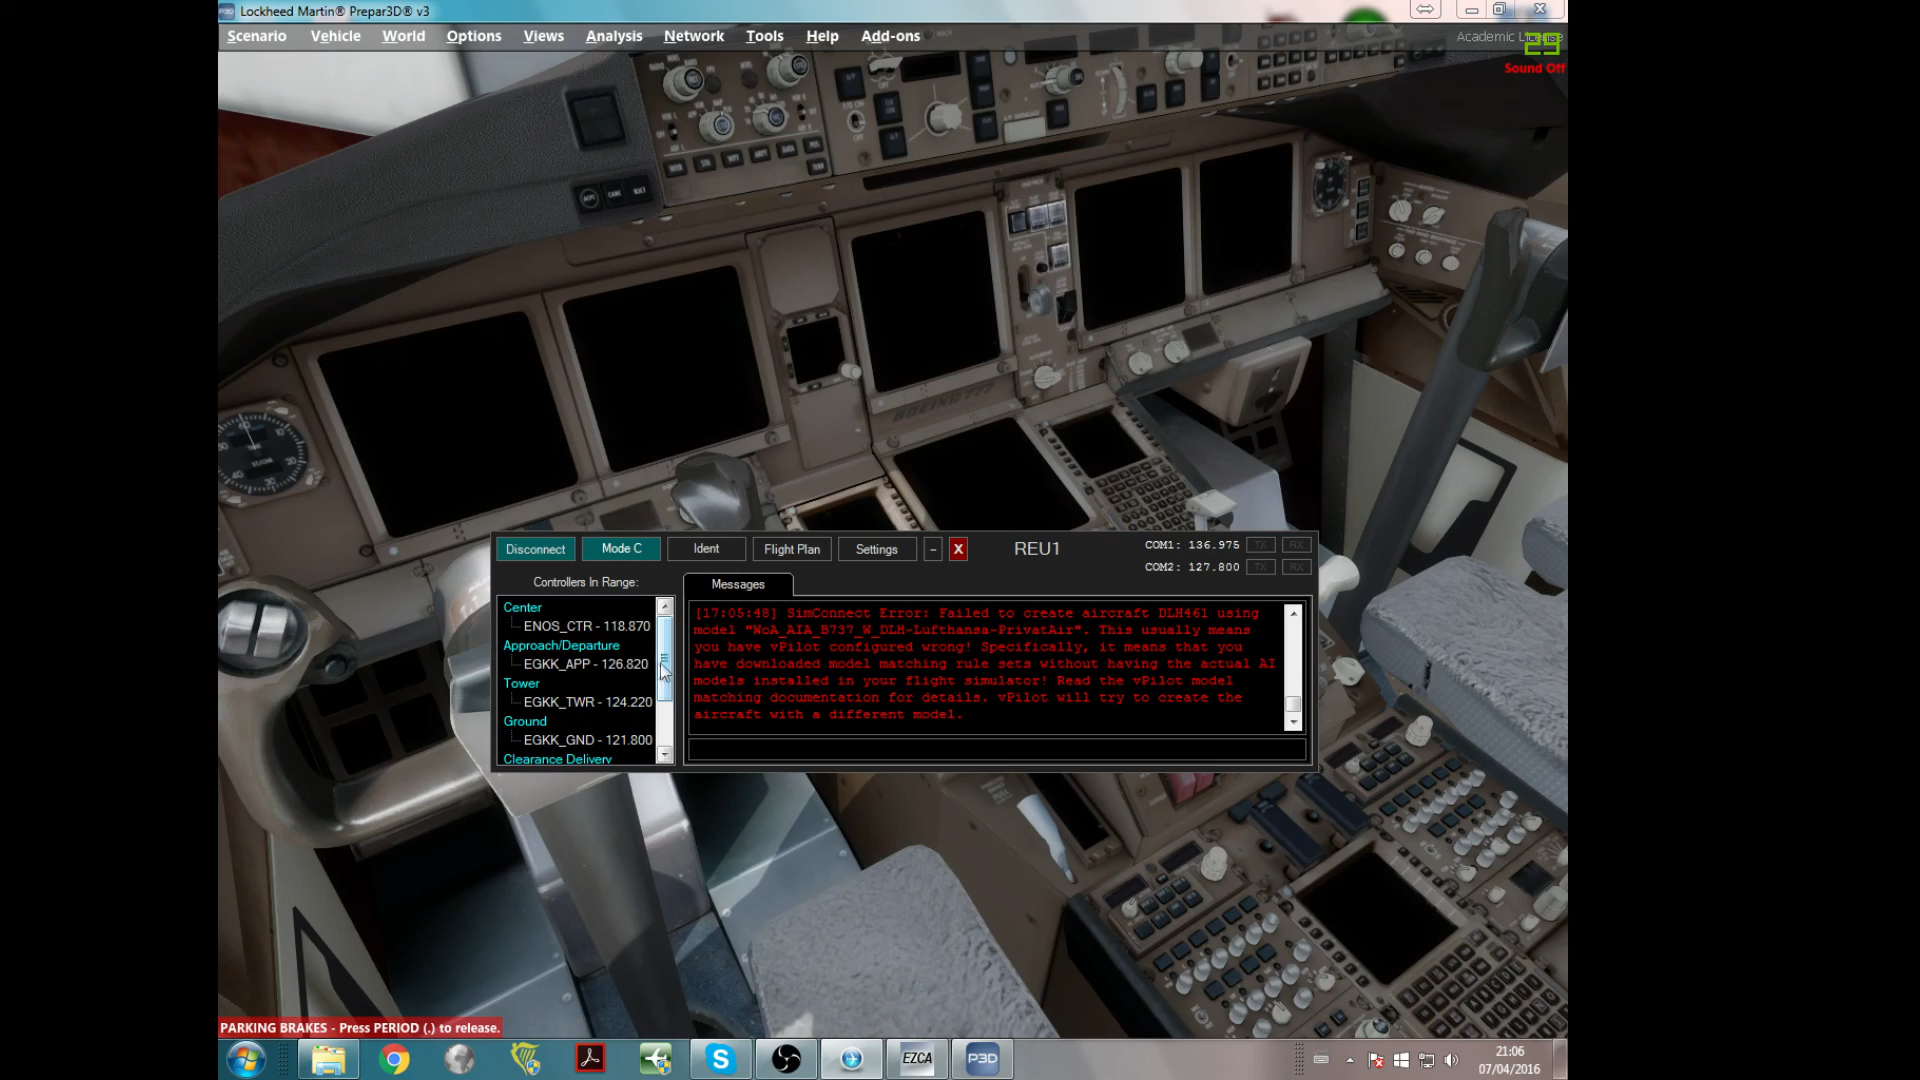 Lockheed Martin® Prepar3D® v3
Scenario Vehicle World Options Views Analysis Network Tools Help Add-ons
Academic License
29
Sound Off
BOEING 777
Disconnect Mode C Ident Flight Plan Settings – X REU1
COM1: 136.975 TX RX
COM2: 127.800 TX RX
Controllers In Range:
Center
ENOS_CTR - 118.870
Approach/Departure
EGKK_APP - 126.820
Tower
EGKK_TWR - 124.220
Ground
EGKK_GND - 121.800
Clearance Delivery
Messages
[17:05:48] SimConnect Error: Failed to create aircraft DLH461 using
model "WoA_AIA_B737_W_DLH-Lufthansa-PrivatAir". This usually means
you have vPilot configured wrong! Specifically, it means that you
have downloaded model matching rule sets without having the actual AI
models installed in your flight simulator! Read the vPilot model
matching documentation for details. vPilot will try to create the
aircraft with a different model.
PARKING BRAKES - Press PERIOD (.) to release.
EZCA
P3D
21:06
07/04/2016